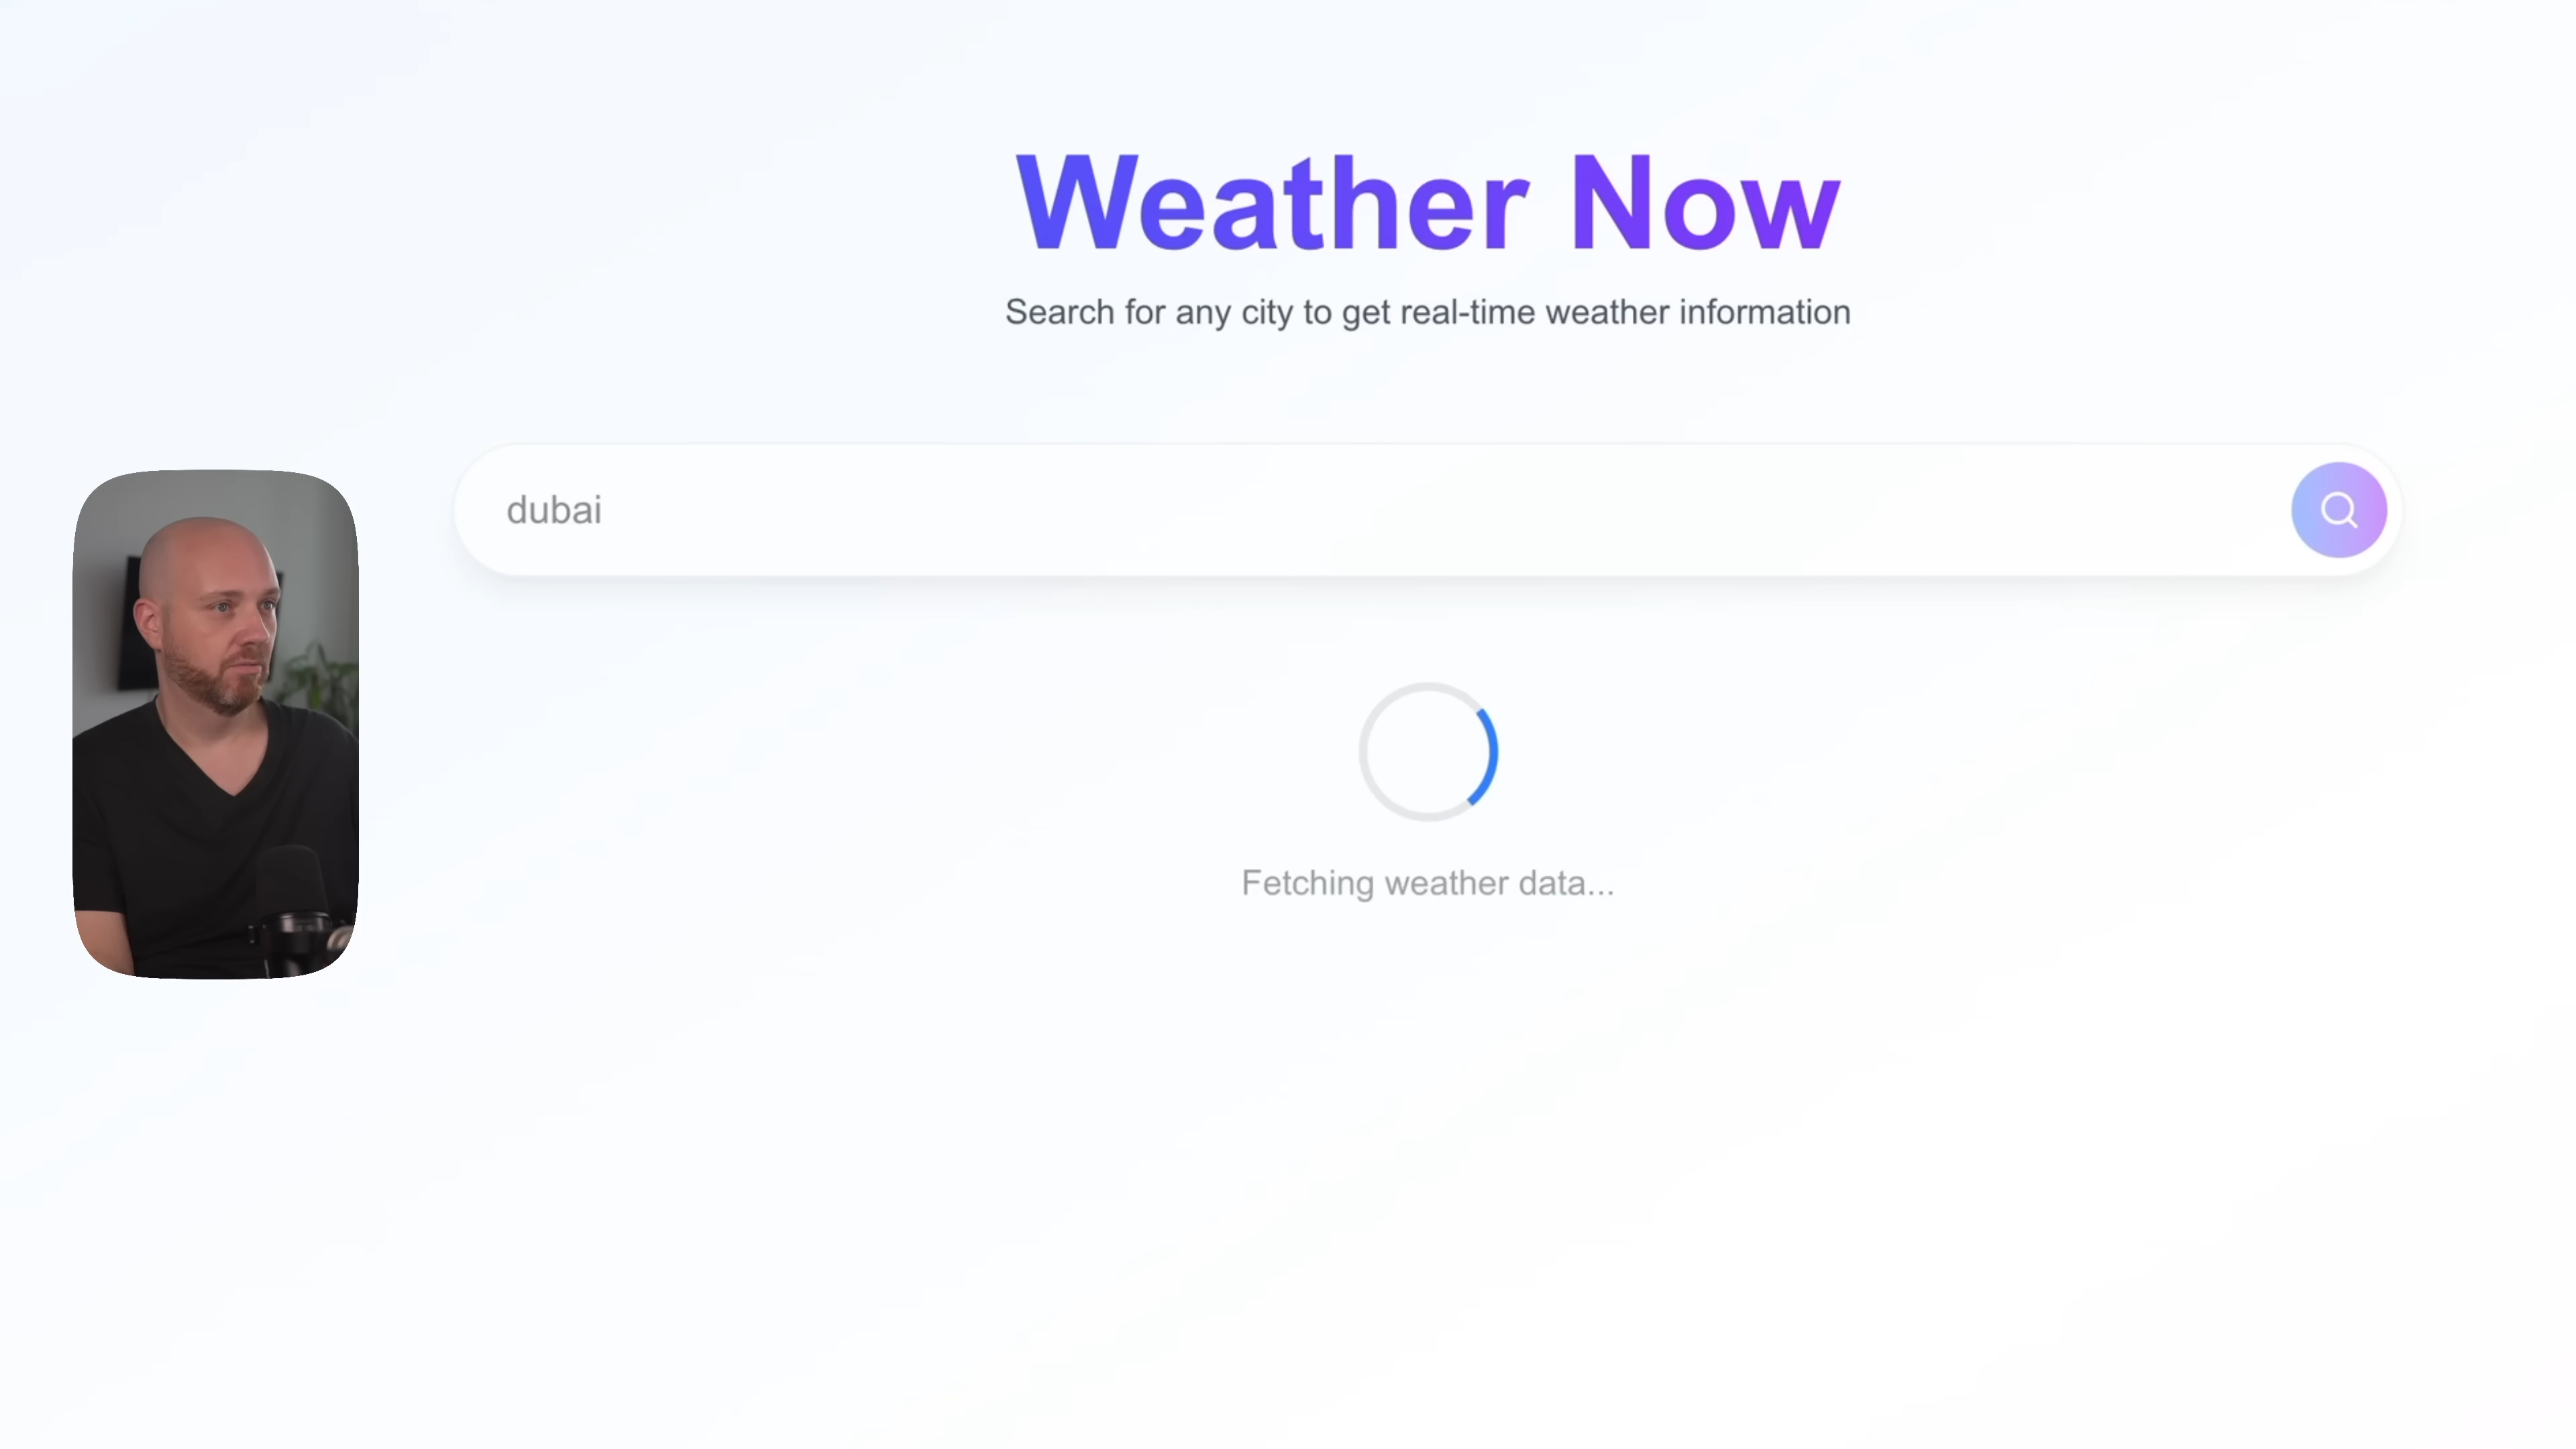 Weather Now
Search for any city to get real-time weather information
dubai
Fetching weather data...